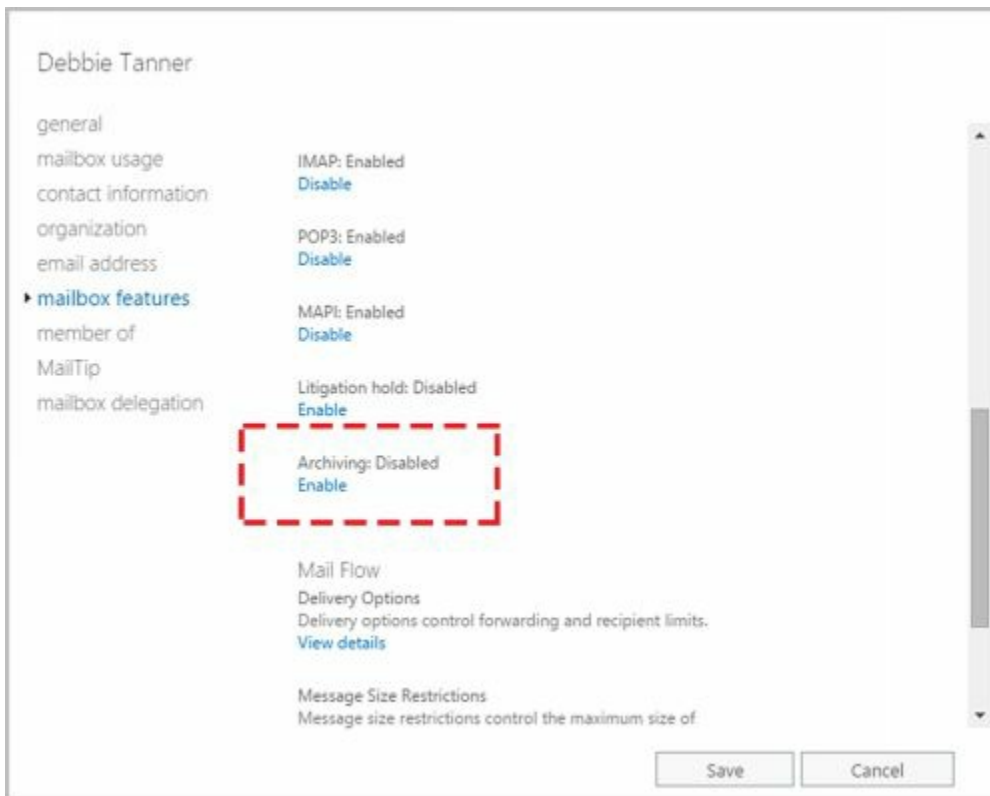 Debbie Tanner
general
mailbox usage
contact information
organization
email address
mailbox features
member of
MailTip
mailbox delegation
IMAP: Enabled
Disable
POP3: Enabled
Disable
MAPI: Enabled
Disable
Litigation hold: Disabled
Enable
Archiving: Disabled
Enable
Mail Flow
Delivery Options
Delivery options control forwarding and recipient limits.
View details
Message Size Restrictions
Message size restrictions control the maximum size of
Save
Cancel